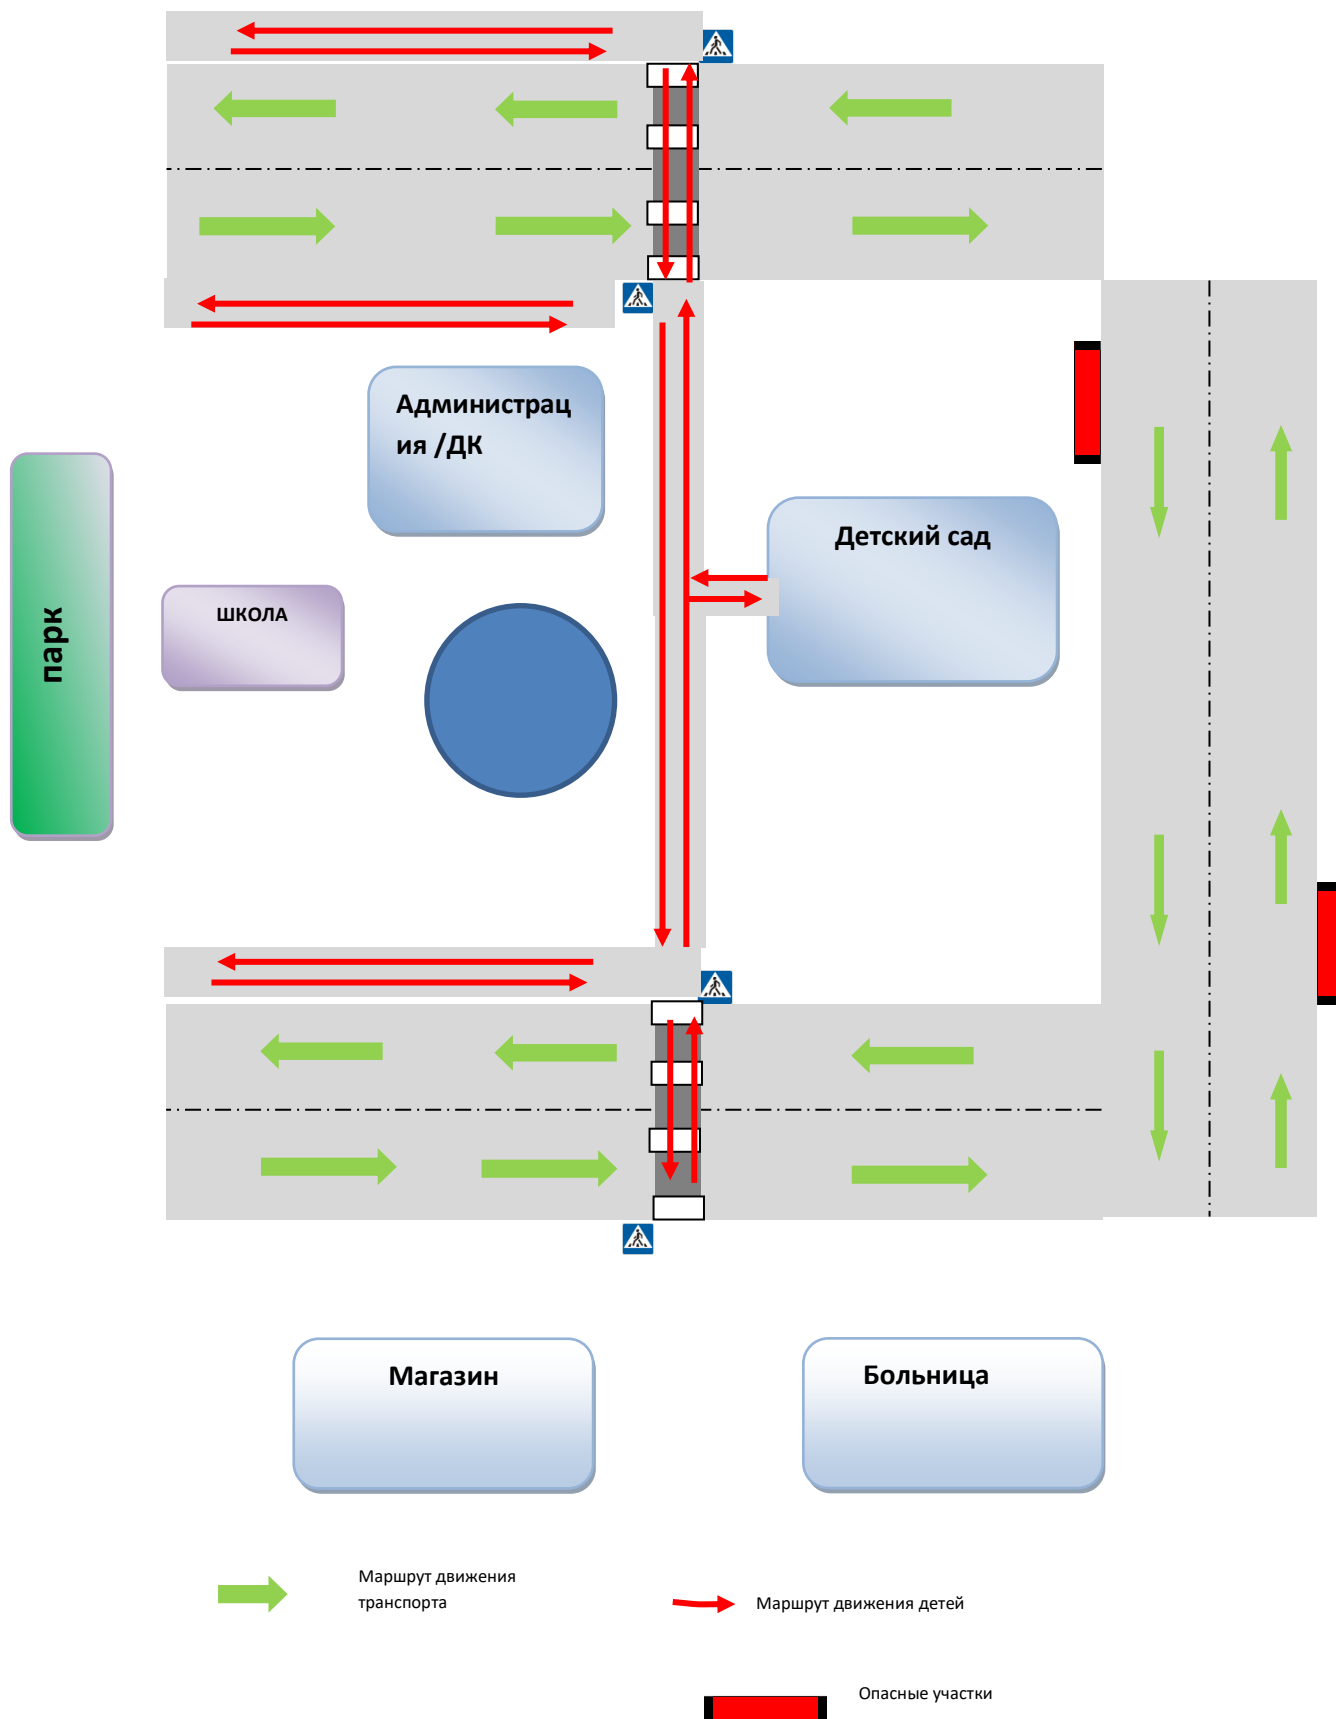 Администрац
ия /ДК
Детский сад
парк
ШКОЛА
Магазин
Больница
Маршрут движения
транспорта
Маршрут движения детей
Опасные участки